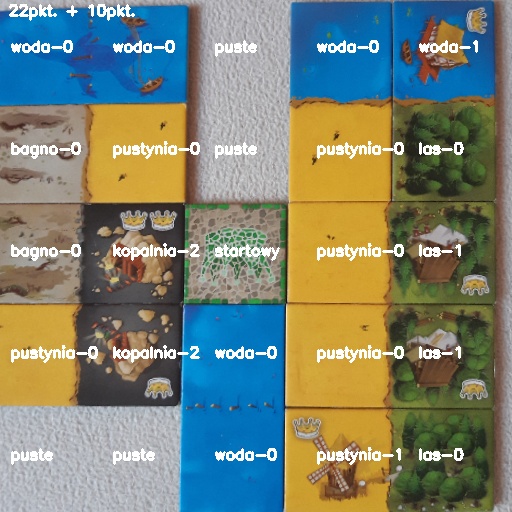 22pkt. + 10pkt.
woda-0 woda-0 puste woda-0 woda-1
bagno-0 pustynia-0 puste pustynia-0 las-0
bagno-0 kopalnia-2 startowy pustynia-0 las-1
pustynia-0 kopalnia-2 woda-0 pustynia-0 las-1
puste puste woda-0 pustynia-1 las-0